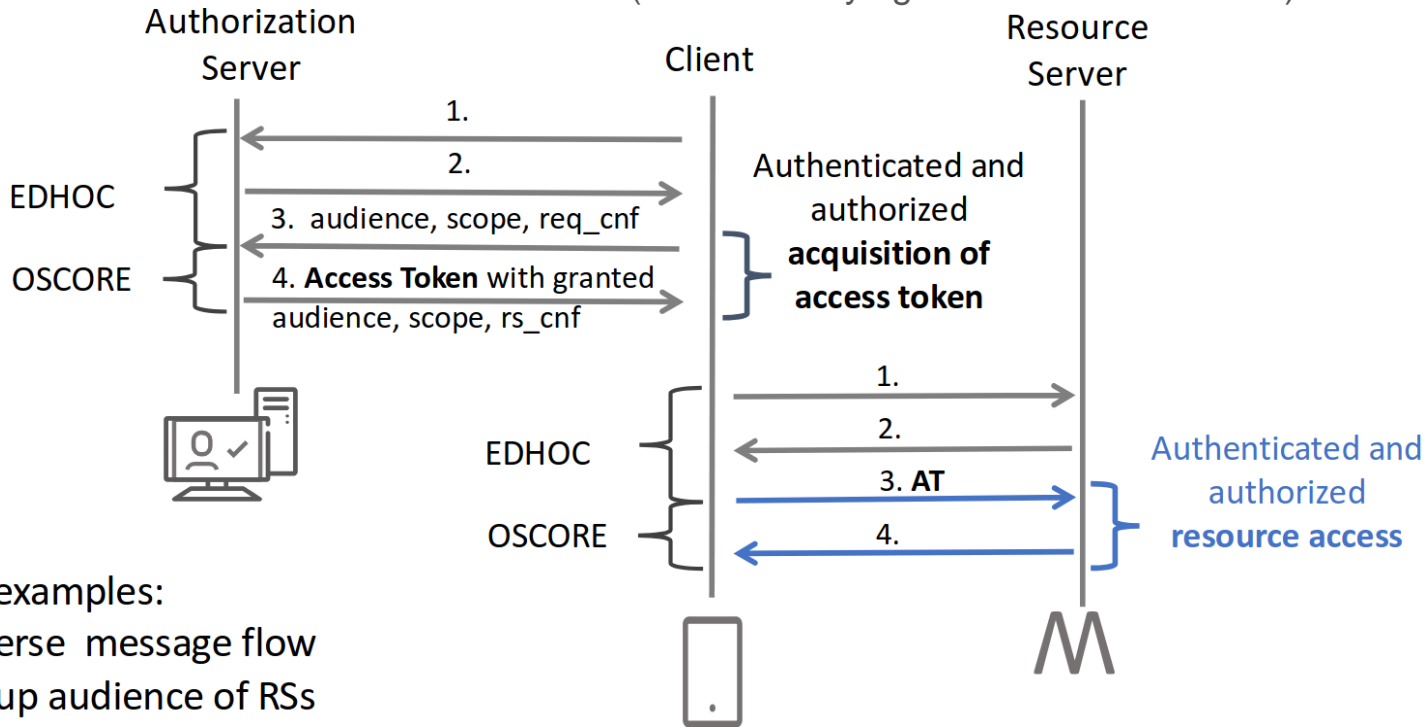 Authorization
Server
Client
Resource
Server
1.
2.
3. audience, scope, req_cnf
4. Access Token with granted
audience, scope, rs_cnf
EDHOC
OSCORE
Authenticated and
authorized
acquisition of
access token
1.
2.
3. AT
4.
EDHOC
OSCORE
Authenticated and
authorized
resource access
examples:
message flow
audience of RSs